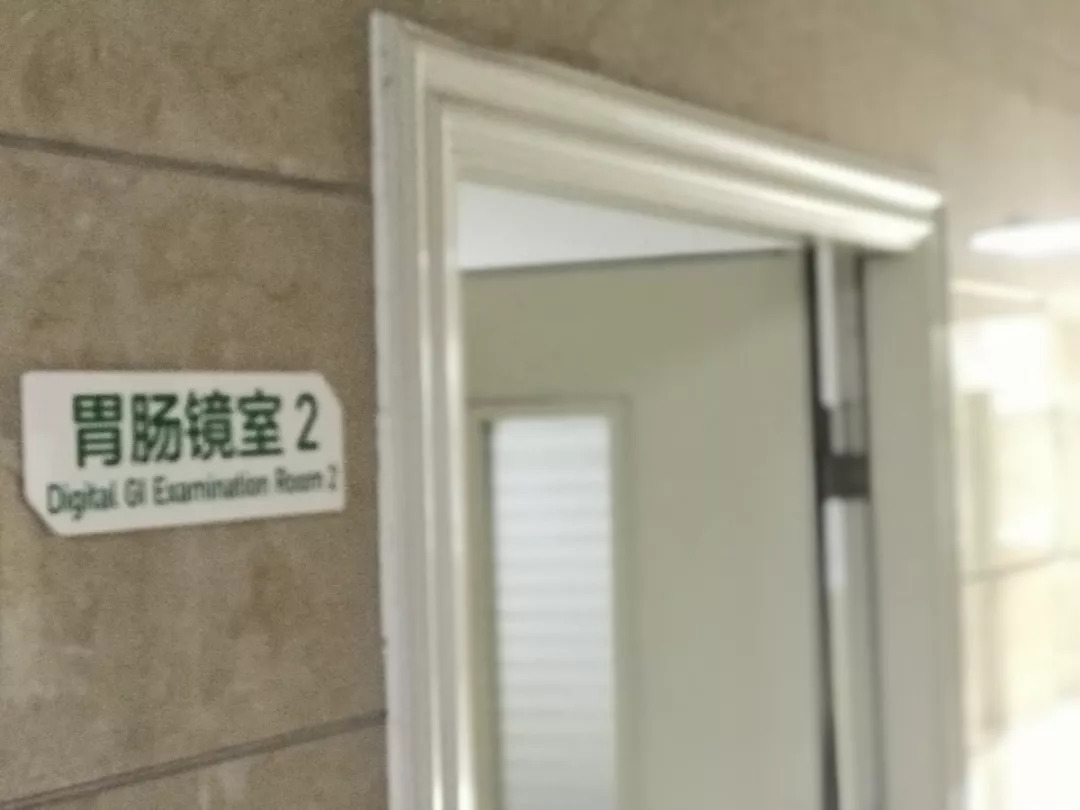 胃肠镜室 2
Digital GI Examination Room 2